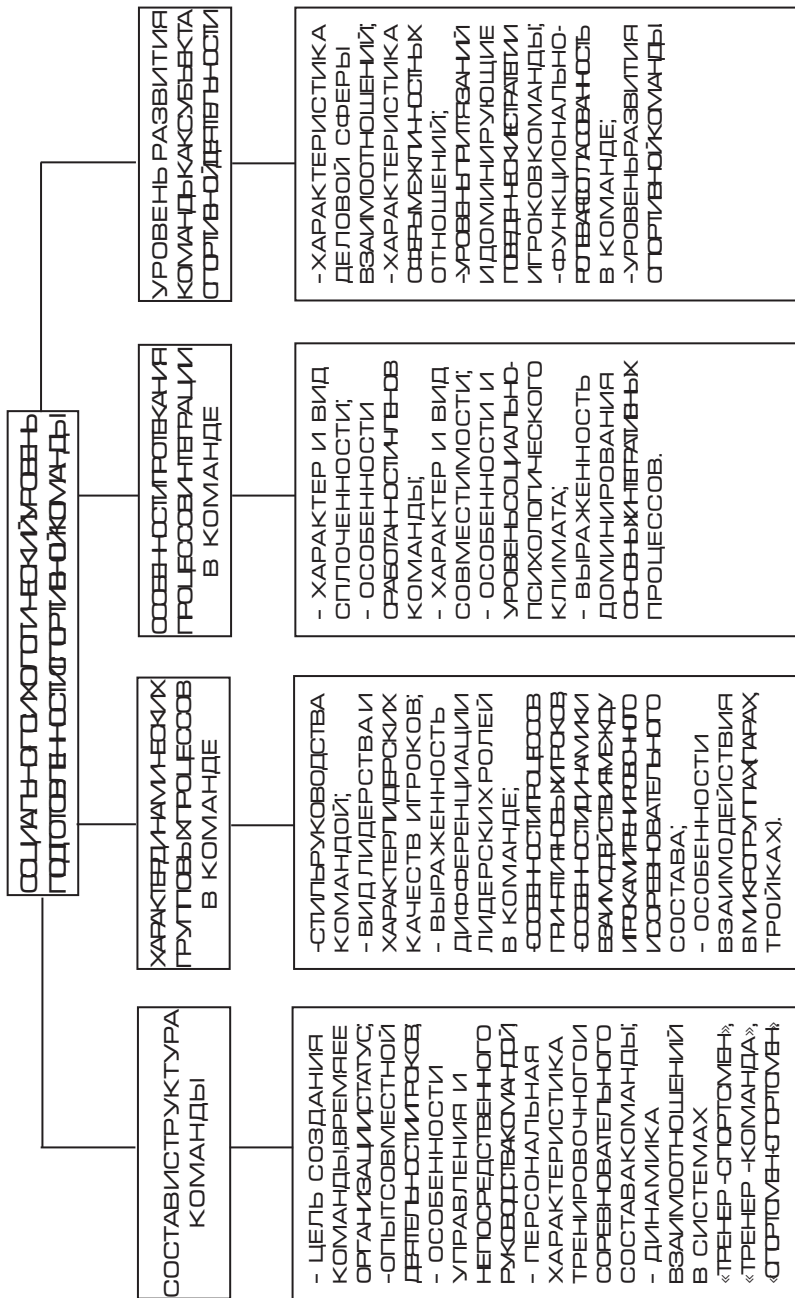 СОЦИАЛЬНО-ПСИХОЛОГИЧЕСКИЙ УРОВЕНЬ
ПОДГОТОВЛЕННОСТИ СПОРТИВНОЙ КОМАНДЫ
СОСТАВ И СТРУКТУРА
КОМАНДЫ
- ЦЕЛЬ СОЗДАНИЯ
КОМАНДЫ, ВРЕМЯ ЕЕ
ОРГАНИЗАЦИИ И СТАТУС;
- ОПЫТ СОВМЕСТНОЙ
ДЕЯТЕЛЬНОСТИ ИГРОКОВ;
- ОСОБЕННОСТИ
УПРАВЛЕНИЯ И
НЕПОСРЕДСТВЕННОГО
РУКОВОДСТВА КОМАНДОЙ
- ПЕРСОНАЛЬНАЯ
ХАРАКТЕРИСТИКА
ТРЕНИРОВОЧНОГО И
СОРЕВНОВАТЕЛЬНОГО
СОСТАВА КОМАНДЫ;
- ДИНАМИКА
ВЗАИМООТНОШЕНИЙ
В СИСТЕМАХ
«ТРЕНЕР - СПОРТСМЕН»,
«ТРЕНЕР - КОМАНДА»,
«СПОРТСМЕН-СПОРТСМЕН».
ХАРАКТЕР ДИНАМИЧЕСКИХ
ГРУППОВЫХ ПРОЦЕССОВ
В КОМАНДЕ
- СТИЛЬ РУКОВОДСТВА
КОМАНДОЙ;
- ВИД ЛИДЕРСТВА И
ХАРАКТЕР ЛИДЕРСКИХ
КАЧЕСТВ ИГРОКОВ;
- ВЫРАЖЕННОСТЬ
ДИФФЕРЕНЦИАЦИИ
ЛИДЕРСКИХ РОЛЕЙ
В КОМАНДЕ;
- ОСОБЕННОСТИ ПРОЦЕССОВ
ПРИНЯТИЯ НОВЫХ ИГРОКОВ;
- ОСОБЕННОСТИ ДИНАМИКИ
ВЗАИМОДЕЙСТВИЯ МЕЖДУ
ИГРОКАМИ ТРЕНИРОВОЧНОГО
И СОРЕВНОВАТЕЛЬНОГО
СОСТАВА;
- ОСОБЕННОСТИ
ВЗАИМОДЕЙСТВИЯ
В МИКРОГРУППАХ (ПАРАХ,
ТРОЙКАХ).
ОСОБЕННОСТИ ПРОТЕКАНИЯ
ПРОЦЕССОВ ИНТЕГРАЦИИ
В КОМАНДЕ
- ХАРАКТЕР И ВИД
СПЛОЧЕННОСТИ;
- ОСОБЕННОСТИ
СРАБОТАННОСТИ ЧЛЕНОВ
КОМАНДЫ;
- ХАРАКТЕР И ВИД
СОВМЕСТИМОСТИ;
- ОСОБЕННОСТИ И
УРОВЕНЬ СОЦИАЛЬНО-
ПСИХОЛОГИЧЕСКОГО
КЛИМАТА;
- ВЫРАЖЕННОСТЬ
ДОМИНИРОВАНИЯ
ОСНОВНЫХ ИНТЕГРАТИВНЫХ
ПРОЦЕССОВ.
УРОВЕНЬ РАЗВИТИЯ
КОМАНДЫ КАК СУБЪЕКТА
СПОРТИВНОЙ ДЕЯТЕЛЬНОСТИ
- ХАРАКТЕРИСТИКА
ДЕЛОВОЙ СФЕРЫ
ВЗАИМООТНОШЕНИЙ;
- ХАРАКТЕРИСТИКА
СФЕРЫ МЕЖЛИЧНОСТНЫХ
ОТНОШЕНИЙ;
- УРОВЕНЬ ПРИТЯЗАНИЙ
И ДОМИНИРУЮЩИЕ
ПОВЕДЕНЧЕСКИЕ СТРАТЕГИИ
ИГРОКОВ КОМАНДЫ;
- ФУНКЦИОНАЛЬНО-
РОЛЕВАЯ СОГЛАСОВАННОСТЬ
В КОМАНДЕ;
- УРОВЕНЬ РАЗВИТИЯ
СПОРТИВНОЙ КОМАНДЫ.